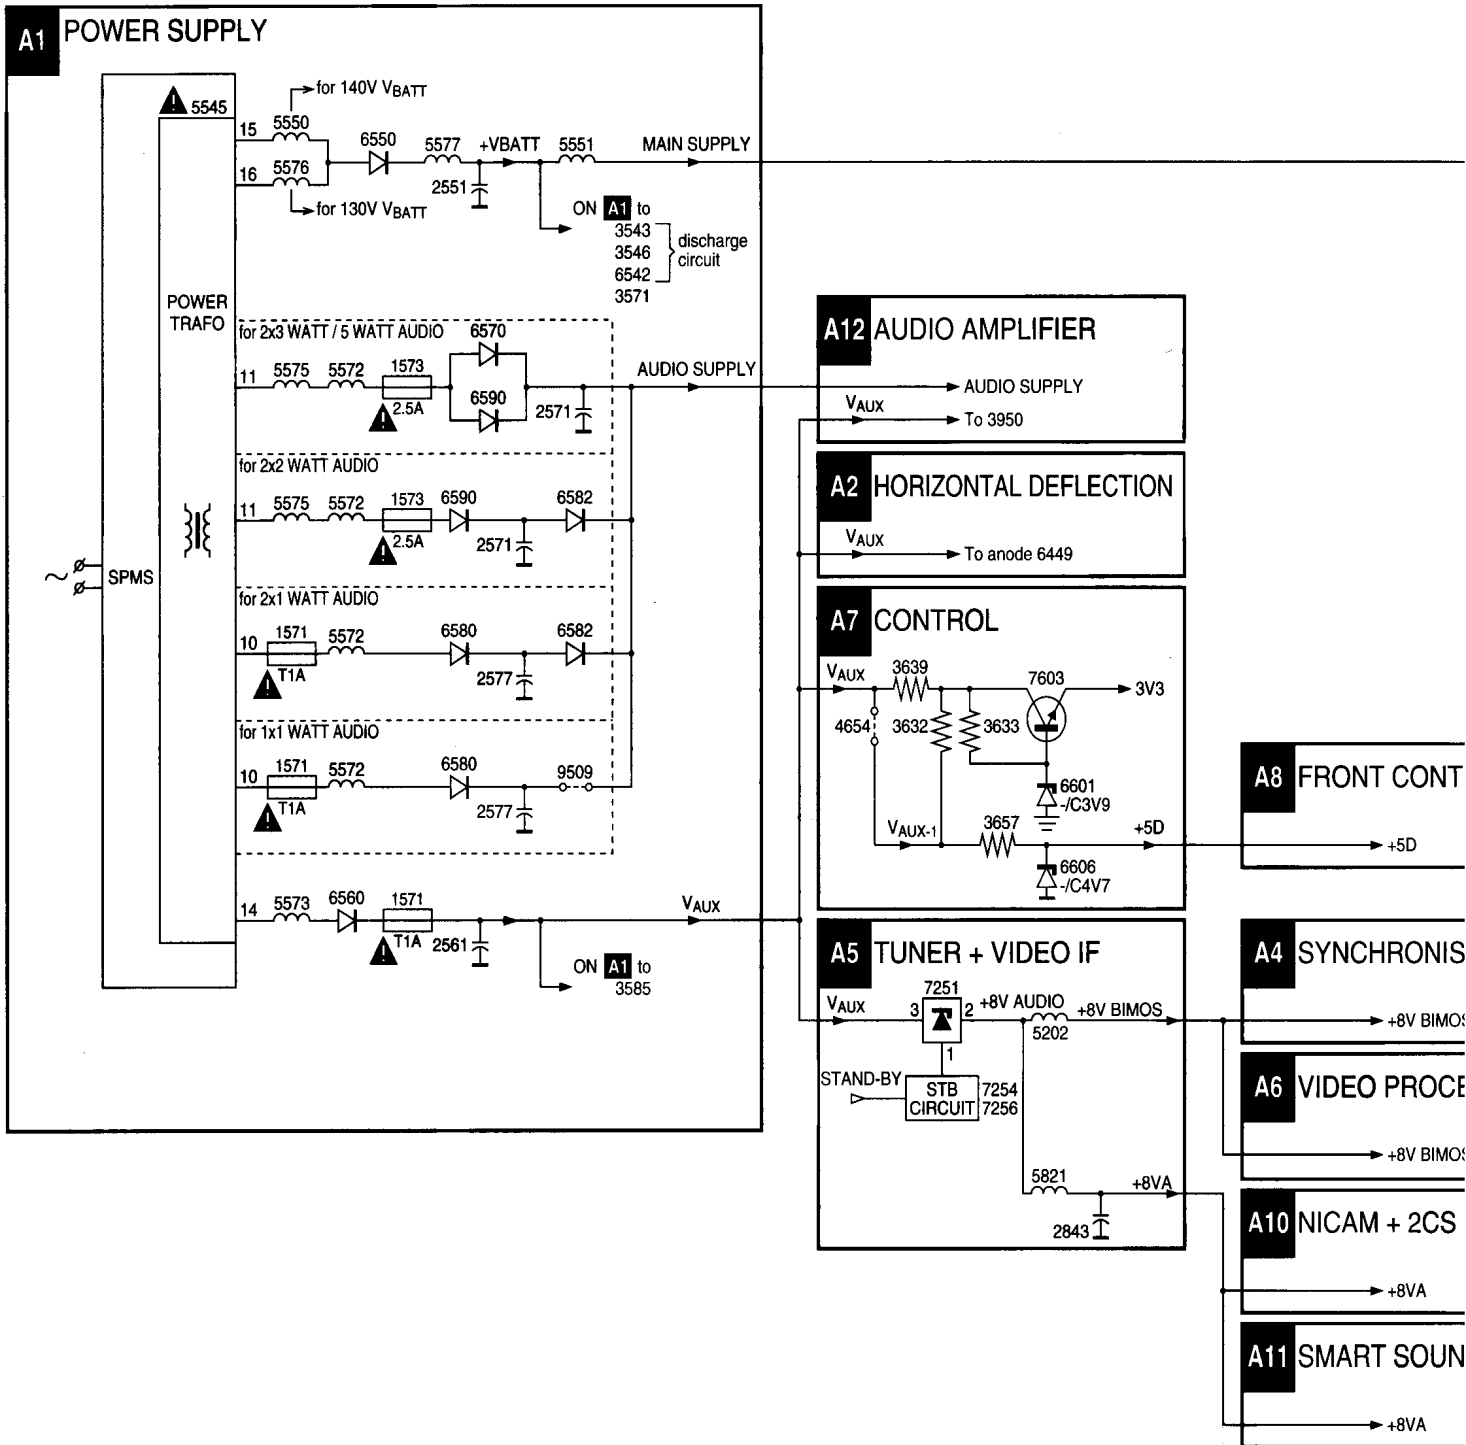 A1 POWER SUPPLY
5545
for 140V VBATT
15 5550
6550 5577 +VBATT 5551 MAIN SUPPLY
16 5576
2551
for 130V VBATT
ON A1 to
3543
3546
6542
3571
discharge
circuit
POWER
TRAFO
SPMS
for 2x3 WATT / 5 WATT AUDIO
6570
11 5575 5572 1573
2.5A
6590
2571
AUDIO SUPPLY
for 2x2 WATT AUDIO
11 5575 5572 1573 6590 6582
2.5A
2571
for 2x1 WATT AUDIO
10 1571 5572 6580 6582
T1A
2577
for 1x1 WATT AUDIO
10 1571 5572 6580 9509
T1A
2577
14 5573 6560 1571
T1A 2561
VAUX
ON A1 to
3585
A12 AUDIO AMPLIFIER
AUDIO SUPPLY
VAUX
To 3950
A2 HORIZONTAL DEFLECTION
VAUX
To anode 6449
A7 CONTROL
VAUX 3639 7603
3V3
4654 3632 3633
6601
-/C3V9
VAUX-1 3657 +5D
6606
-/C4V7
A5 TUNER + VIDEO IF
VAUX 7251
3 2 +8V AUDIO +8V BIMOS
5202
1
STAND-BY
STB
CIRCUIT
7254
7256
5821 +8VA
2843
A8 FRONT CONT
+5D
A4 SYNCHRONIS
+8V BIMOS
A6 VIDEO PROCE
+8V BIMOS
A10 NICAM + 2CS
+8VA
A11 SMART SOUN
+8VA